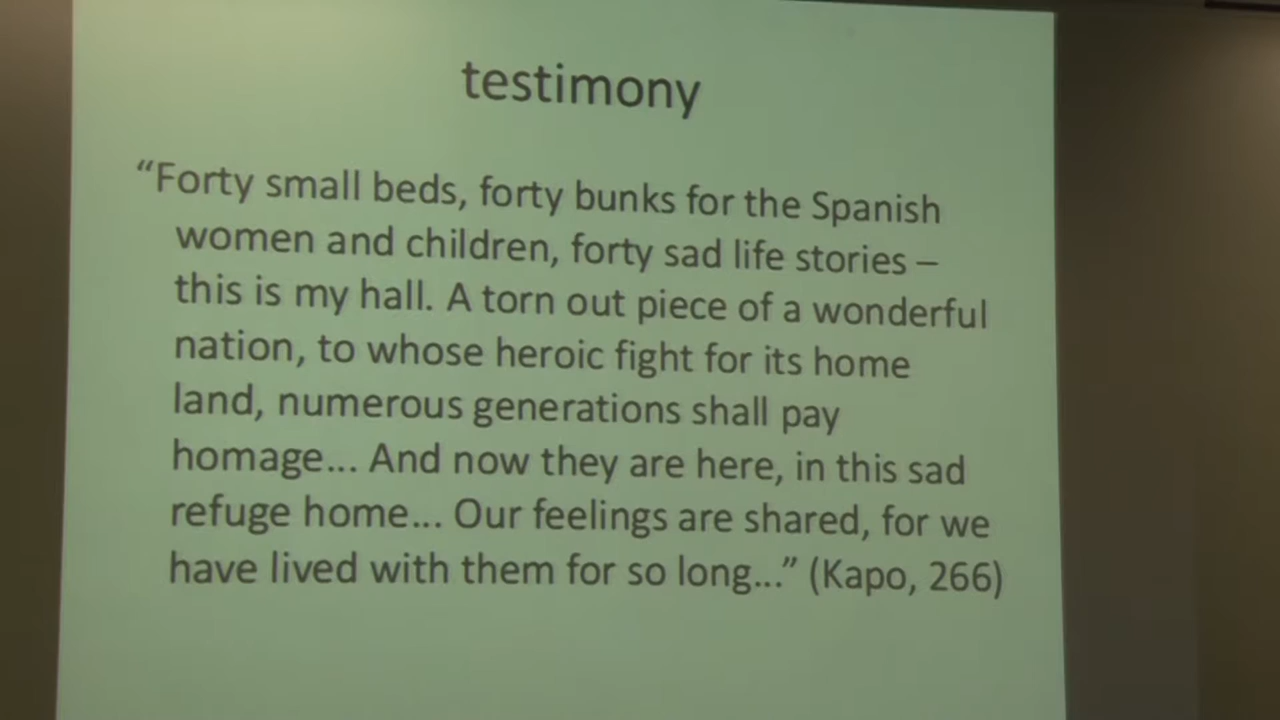 testimony
“Forty small beds, forty bunks for the Spanish
women and children, forty sad life stories –
this is my hall. A torn out piece of a wonderful
nation, to whose heroic fight for its home
land, numerous generations shall pay
homage... And now they are here, in this sad
refuge home... Our feelings are shared, for we
have lived with them for so long...” (Kapo, 266)